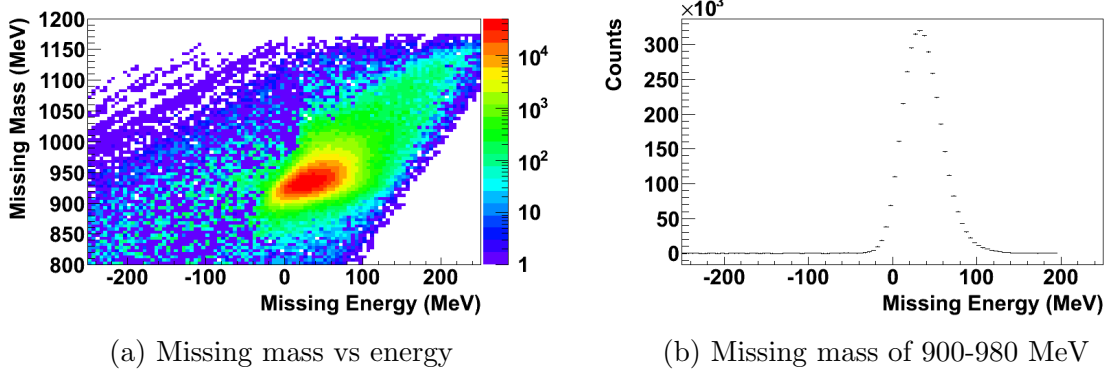 1200
1150
1100
1050
1000
950
900
850
800
Missing Mass (MeV)
-200 -100 0 100 200
Missing Energy (MeV)
10^4
10^3
10^2
10
1
×10^3
300
250
200
150
100
50
0
Counts
-200 -100 0 100 200
Missing Energy (MeV)
(a) Missing mass vs energy
(b) Missing mass of 900-980 MeV